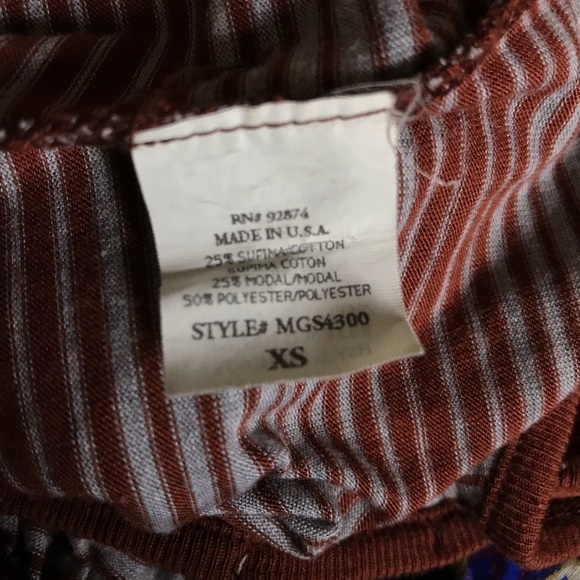 RN# 92874
MADE IN U.S.A.
25% SUPIMA COTTON
SUPIMA COTON
25% MODAL/MODAL
50% POLYESTER/POLYESTER
STYLE# MGS4300
XS